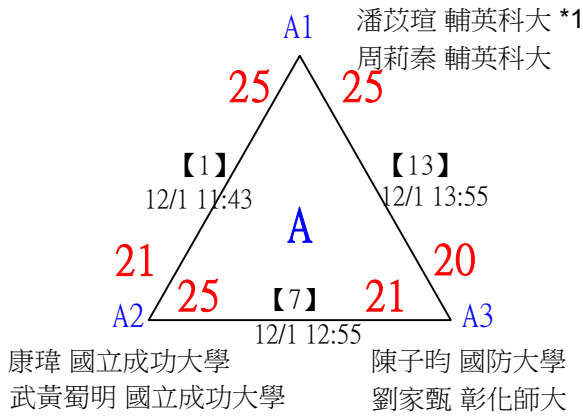 潘苡瑄 輔英科大 *1
A1
周莉秦 輔英科大
25 25
【1】 【13】
12/1 11:43 12/1 13:55
A
21 20
25 【7】 21
A2 A3
12/1 12:55
康瑋 國立成功大學 陳子昀 國防大學
武黃蜀明 國立成功大學 劉家甄 彰化師大